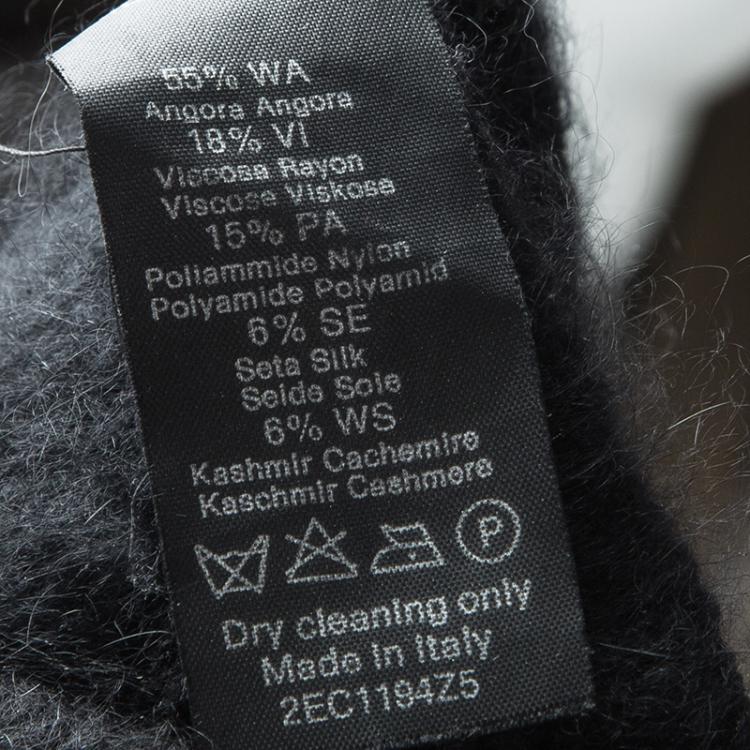 55% WA
Angora Angora
18% VI
Viscosa Rayon
Viscose Viskose
15% PA
Poliammide Nylon
Polyamide Polyamid
6% SE
Seta Silk
Seide Soie
6% WS
Kashmir Cachemire
Kaschmir Cashmere
P
Dry cleaning only
Made in Italy
2EC1194Z5